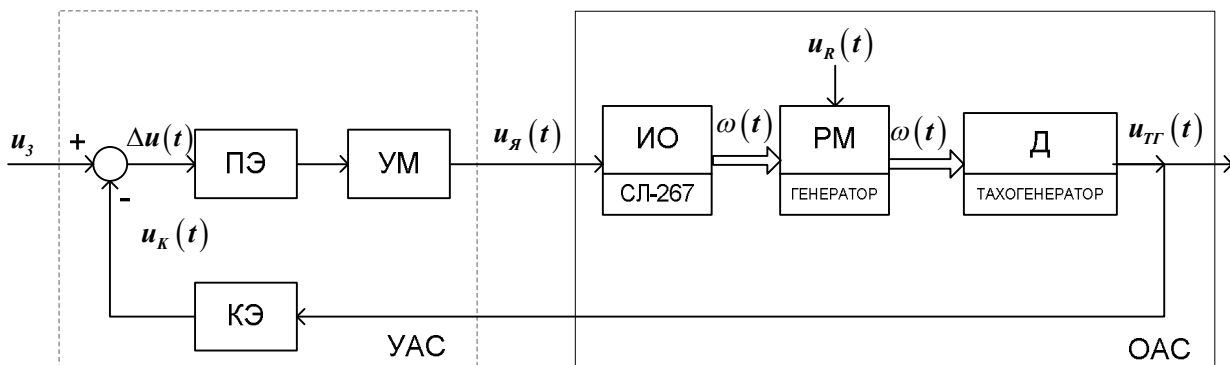 u_R(t)
u_З
+
Δu(t)
ПЭ
УМ
u_Я(t)
ИО
СЛ-267
ω(t)
РМ
ГЕНЕРАТОР
ω(t)
Д
ТАХОГЕНЕРАТОР
u_ТГ(t)
-
u_К(t)
КЭ
УАС
ОАС